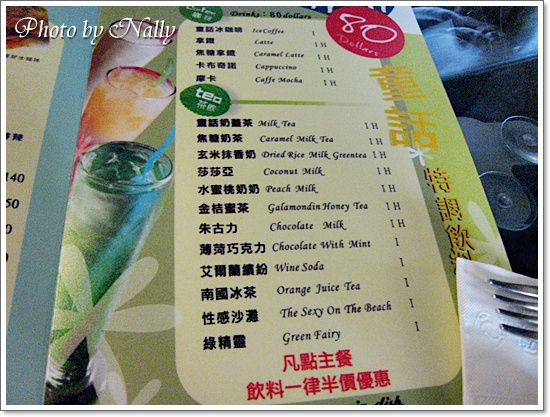 Photo by Nally
Drinks : 80 dollars
80
Dollars
童話冰咖啡 IceCoffee I
拿鐵 Latte I H
焦糖拿鐵 Caramel Latte I H
卡布奇諾 Cappuccino I H
摩卡 Caffe Mocha I H
tea
茶飲
童話奶蓋茶 Milk Tea I H
焦糖奶茶 Caramel Milk Tea I H
玄米抹香奶 Dried Rice Milk Greentea I H
莎莎亞 Coconut Milk I H
水蜜桃奶奶 Peach Milk I H
金桔蜜茶 Galamondin Honey Tea I H
朱古力 Chocolate Milk I H
薄荷巧克力 Chocolate With Mint I
艾爾蘭繽紛 Wine Soda I
南國冰茶 Orange Juice Tea I
性感沙灘 The Sexy On The Beach I
綠精靈 Green Fairy I
凡點主餐
飲料一律半價優惠
童話
特調飲
140